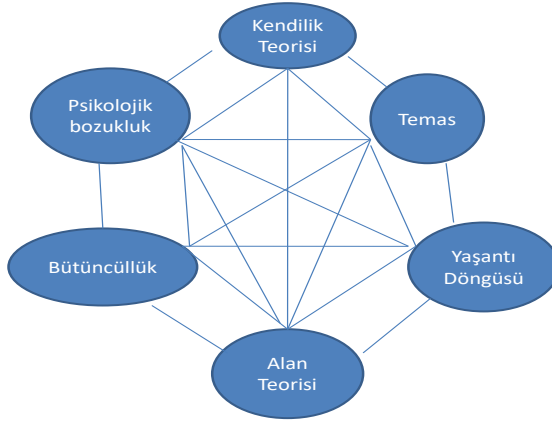 Kendilik
Teorisi
Psikolojik
bozukluk
Temas
Bütüncüllük
Yaşantı
Döngüsü
Alan
Teorisi